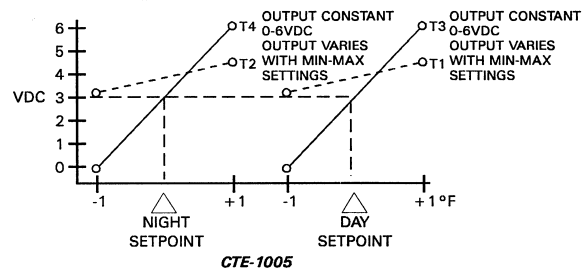 6 T4 OUTPUT CONSTANT T3 OUTPUT CONSTANT
0-6VDC 0-6VDC
5 OUTPUT VARIES OUTPUT VARIES
T2 WITH MIN-MAX T1 WITH MIN-MAX
4 SETTINGS SETTINGS
VDC 3
2
1
0
-1 +1 -1 +1°F
NIGHT DAY
SETPOINT SETPOINT
CTE-1005